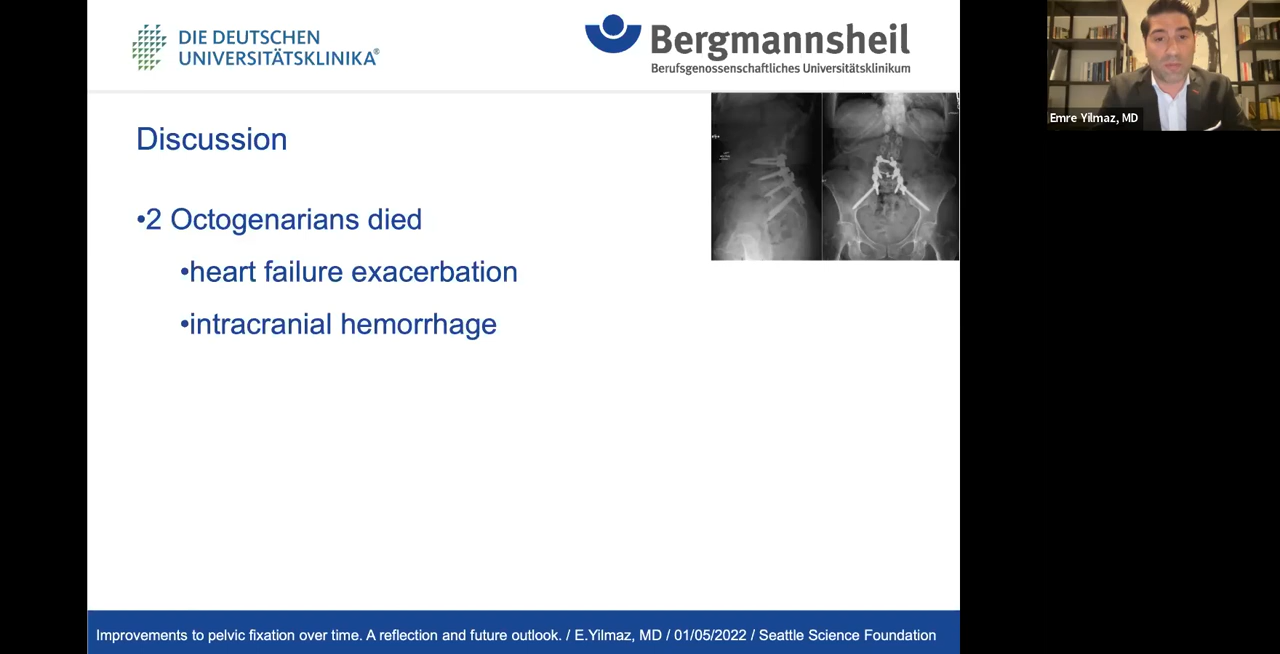 DIE DEUTSCHEN
UNIVERSITÄTSKLINIKA®
Bergmannsheil
Berufsgenossenschaftliches Universitätsklinikum
Emre Yilmaz, MD
Discussion
•2 Octogenarians died
•heart failure exacerbation
•intracranial hemorrhage
Improvements to pelvic fixation over time. A reflection and future outlook. / E.Yilmaz, MD / 01/05/2022 / Seattle Science Foundation